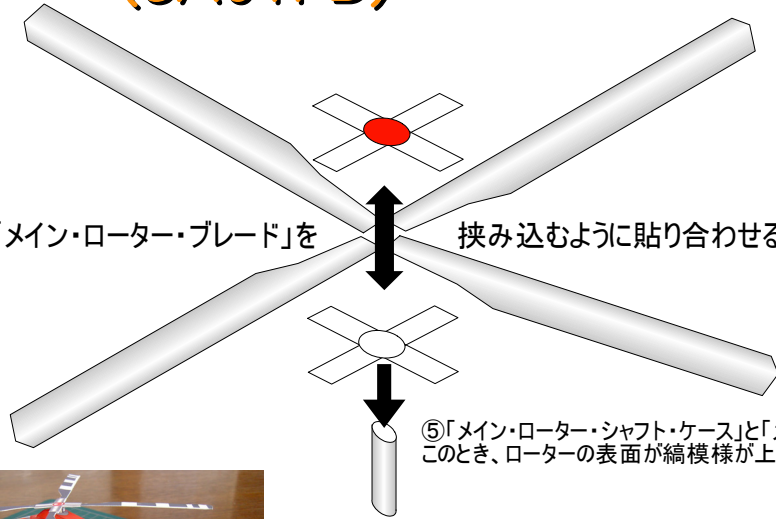 「メイン・ローター・ブレード」を 挟み込むように貼り合わせる
⑤「メイン・ローター・シャフト・ケース」と「
このとき、ローターの表面が縞模様が上